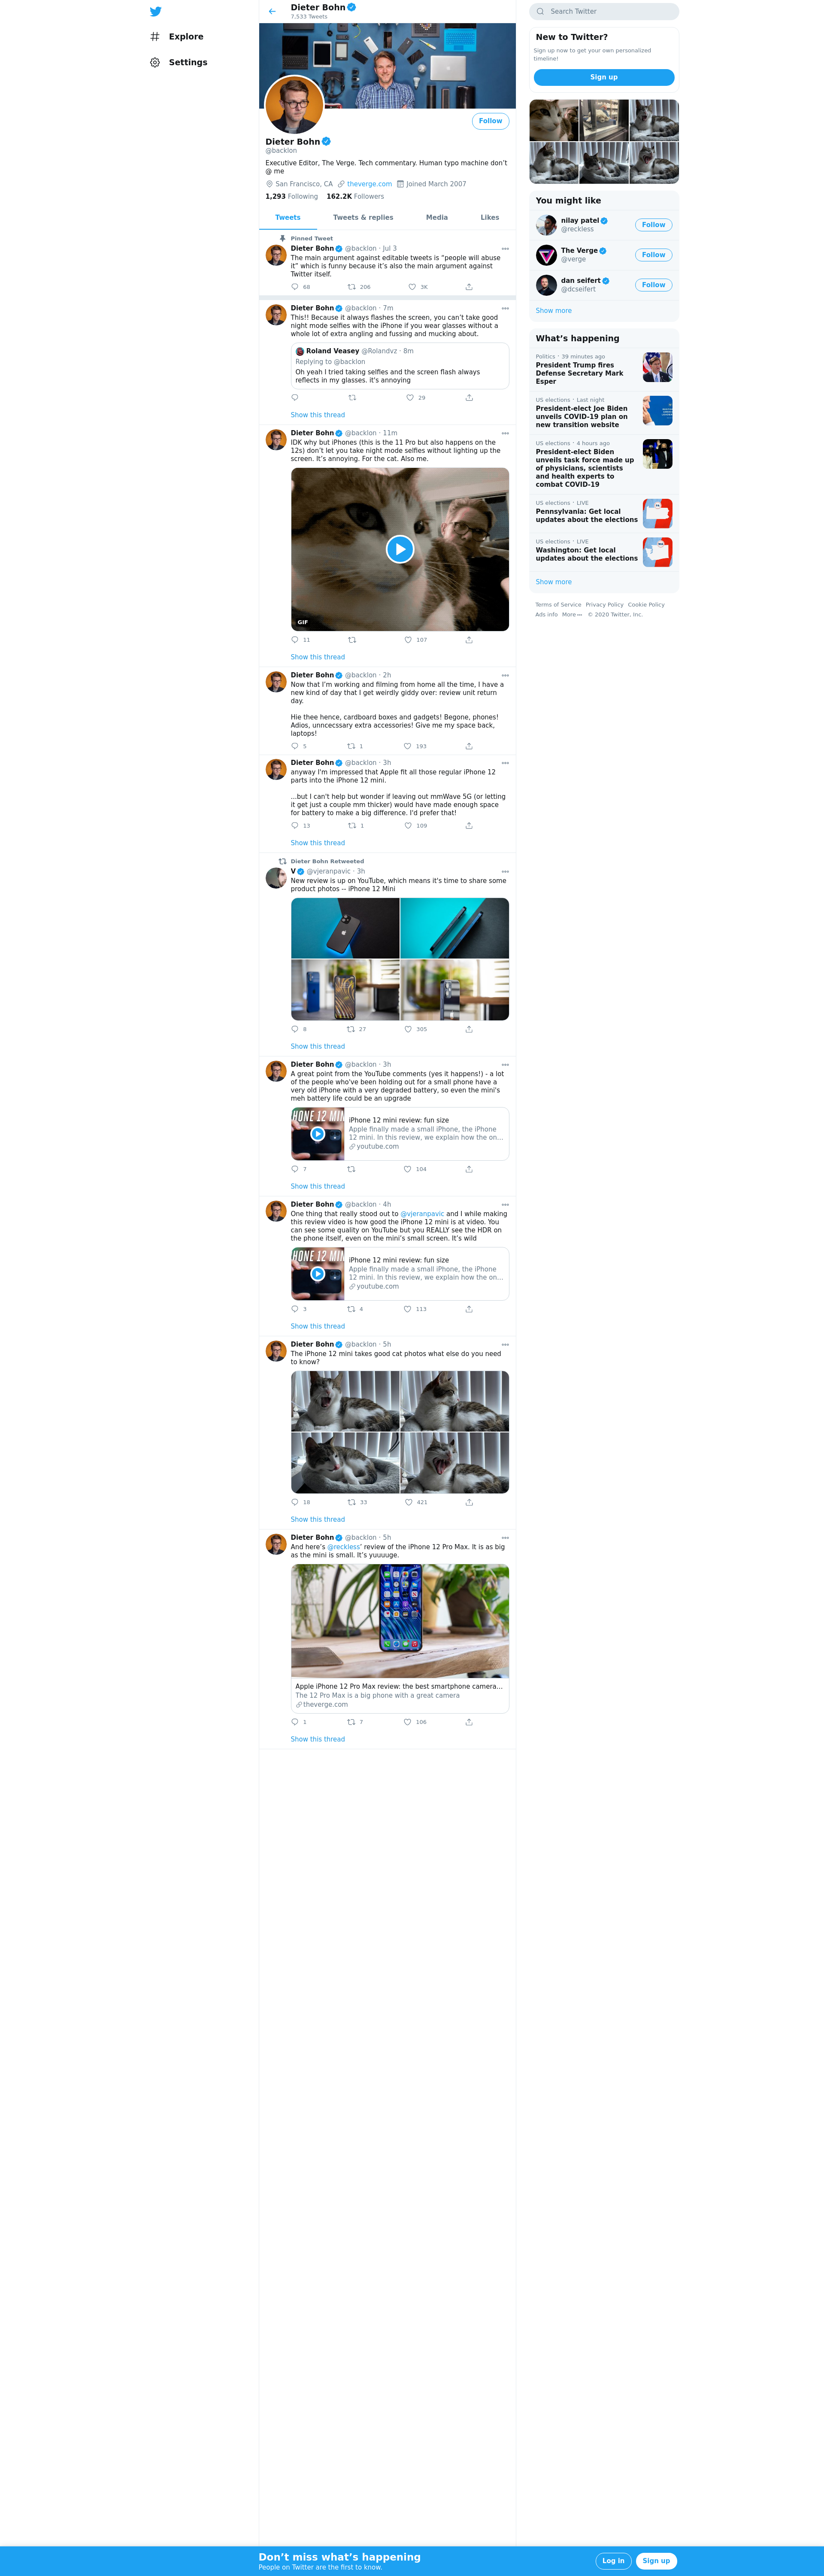 Explore
Settings
Dieter Bohn
7,533 Tweets
Follow
Dieter Bohn
@backlon
Executive Editor, The Verge. Tech commentary. Human typo machine don’t
@ me
San Francisco, CA theverge.com Joined March 2007
1,293 Following 162.2K Followers
Tweets Tweets & replies Media Likes
Pinned Tweet
Dieter Bohn @backlon · Jul 3
The main argument against editable tweets is “people will abuse
it” which is funny because it’s also the main argument against
Twitter itself.
68 206 3K
Dieter Bohn @backlon · 7m
This!! Because it always flashes the screen, you can’t take good
night mode selfies with the iPhone if you wear glasses without a
whole lot of extra angling and fussing and mucking about.
Roland Veasey @Rolandvz · 8m
Replying to @backlon
Oh yeah I tried taking selfies and the screen flash always
reflects in my glasses. it's annoying
29
Show this thread
Dieter Bohn @backlon · 11m
IDK why but iPhones (this is the 11 Pro but also happens on the
12s) don’t let you take night mode selfies without lighting up the
screen. It’s annoying. For the cat. Also me.
GIF
11 107
Show this thread
Dieter Bohn @backlon · 2h
Now that I’m working and filming from home all the time, I have a
new kind of day that I get weirdly giddy over: review unit return
day.
Hie thee hence, cardboard boxes and gadgets! Begone, phones!
Adios, unncecssary extra accessories! Give me my space back,
laptops!
5 1 193
Dieter Bohn @backlon · 3h
anyway I'm impressed that Apple fit all those regular iPhone 12
parts into the iPhone 12 mini.
...but I can't help but wonder if leaving out mmWave 5G (or letting
it get just a couple mm thicker) would have made enough space
for battery to make a big difference. I'd prefer that!
13 1 109
Show this thread
Dieter Bohn Retweeted
V @vjeranpavic · 3h
New review is up on YouTube, which means it's time to share some
product photos -- iPhone 12 Mini
8 27 305
Show this thread
Dieter Bohn @backlon · 3h
A great point from the YouTube comments (yes it happens!) - a lot
of the people who've been holding out for a small phone have a
very old iPhone with a very degraded battery, so even the mini's
meh battery life could be an upgrade
HONE 12 MIN
iPhone 12 mini review: fun size
Apple finally made a small iPhone, the iPhone
12 mini. In this review, we explain how the on...
youtube.com
7 104
Show this thread
Dieter Bohn @backlon · 4h
One thing that really stood out to @vjeranpavic and I while making
this review video is how good the iPhone 12 mini is at video. You
can see some quality on YouTube but you REALLY see the HDR on
the phone itself, even on the mini’s small screen. It’s wild
HONE 12 MIN
iPhone 12 mini review: fun size
Apple finally made a small iPhone, the iPhone
12 mini. In this review, we explain how the on...
youtube.com
3 4 113
Show this thread
Dieter Bohn @backlon · 5h
The iPhone 12 mini takes good cat photos what else do you need
to know?
18 33 421
Show this thread
Dieter Bohn @backlon · 5h
And here’s @reckless’ review of the iPhone 12 Pro Max. It is as big
as the mini is small. It’s yuuuuge.
Apple iPhone 12 Pro Max review: the best smartphone camera...
The 12 Pro Max is a big phone with a great camera
theverge.com
1 7 106
Show this thread
Search Twitter
New to Twitter?
Sign up now to get your own personalized
timeline!
Sign up
You might like
nilay patel
@reckless
Follow
The Verge
@verge
Follow
dan seifert
@dcseifert
Follow
Show more
What’s happening
Politics · 39 minutes ago
President Trump fires
Defense Secretary Mark
Esper
US elections · Last night
President-elect Joe Biden
unveils COVID-19 plan on
new transition website
US elections · 4 hours ago
President-elect Biden
unveils task force made up
of physicians, scientists
and health experts to
combat COVID-19
US elections · LIVE
Pennsylvania: Get local
updates about the elections
US elections · LIVE
Washington: Get local
updates about the elections
Show more
Terms of Service Privacy Policy Cookie Policy
Ads info More © 2020 Twitter, Inc.
Don’t miss what’s happening
People on Twitter are the first to know.
Log in Sign up